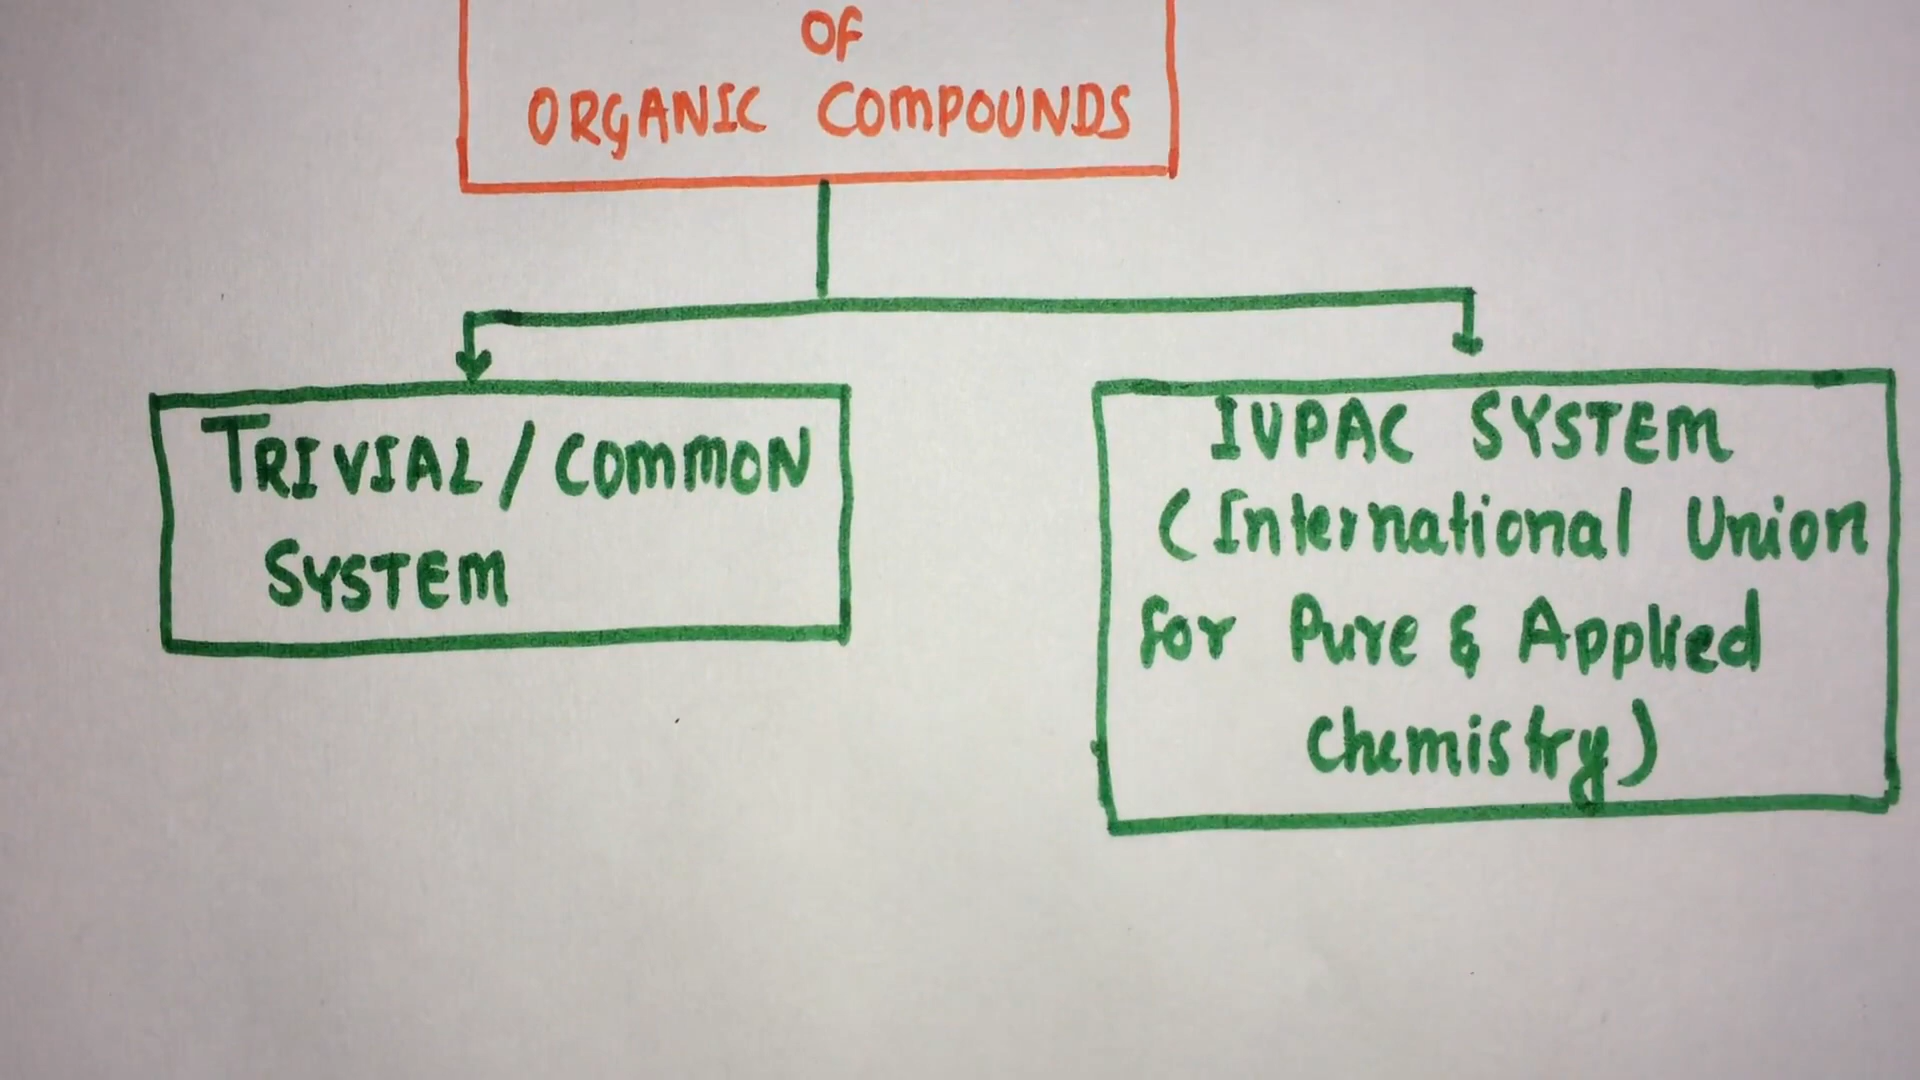 OF
ORGANIC COMPOUNDS
TRIVIAL / COMMON
SYSTEM
IUPAC SYSTEM
(International Union
for Pure & Applied
Chemistry)